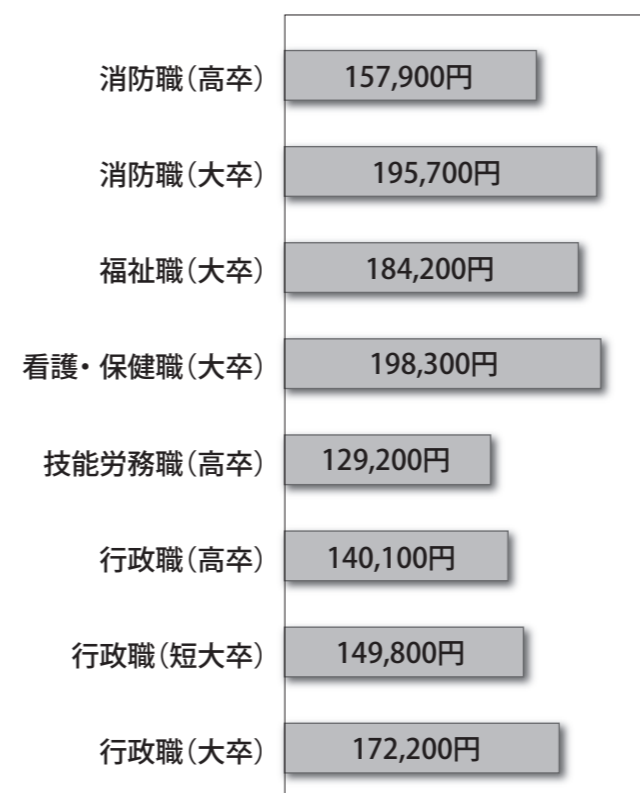 消防職(高卒) 157,900円
消防職(大卒) 195,700円
福祉職(大卒) 184,200円
看護・保健職(大卒) 198,300円
技能労務職(高卒) 129,200円
行政職(高卒) 140,100円
行政職(短大卒) 149,800円
行政職(大卒) 172,200円